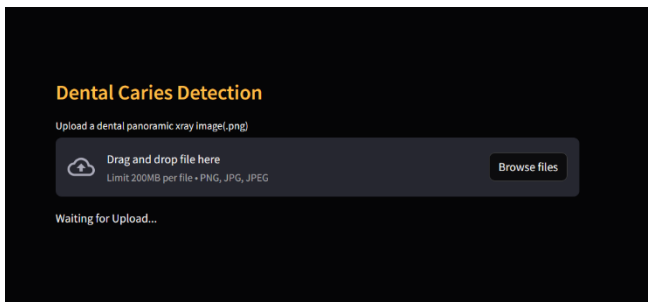 Dental Caries Detection
Upload a dental panoramic xray image(.png)
Drag and drop file here
Limit 200MB per file • PNG, JPG, JPEG
Browse files
Waiting for Upload...